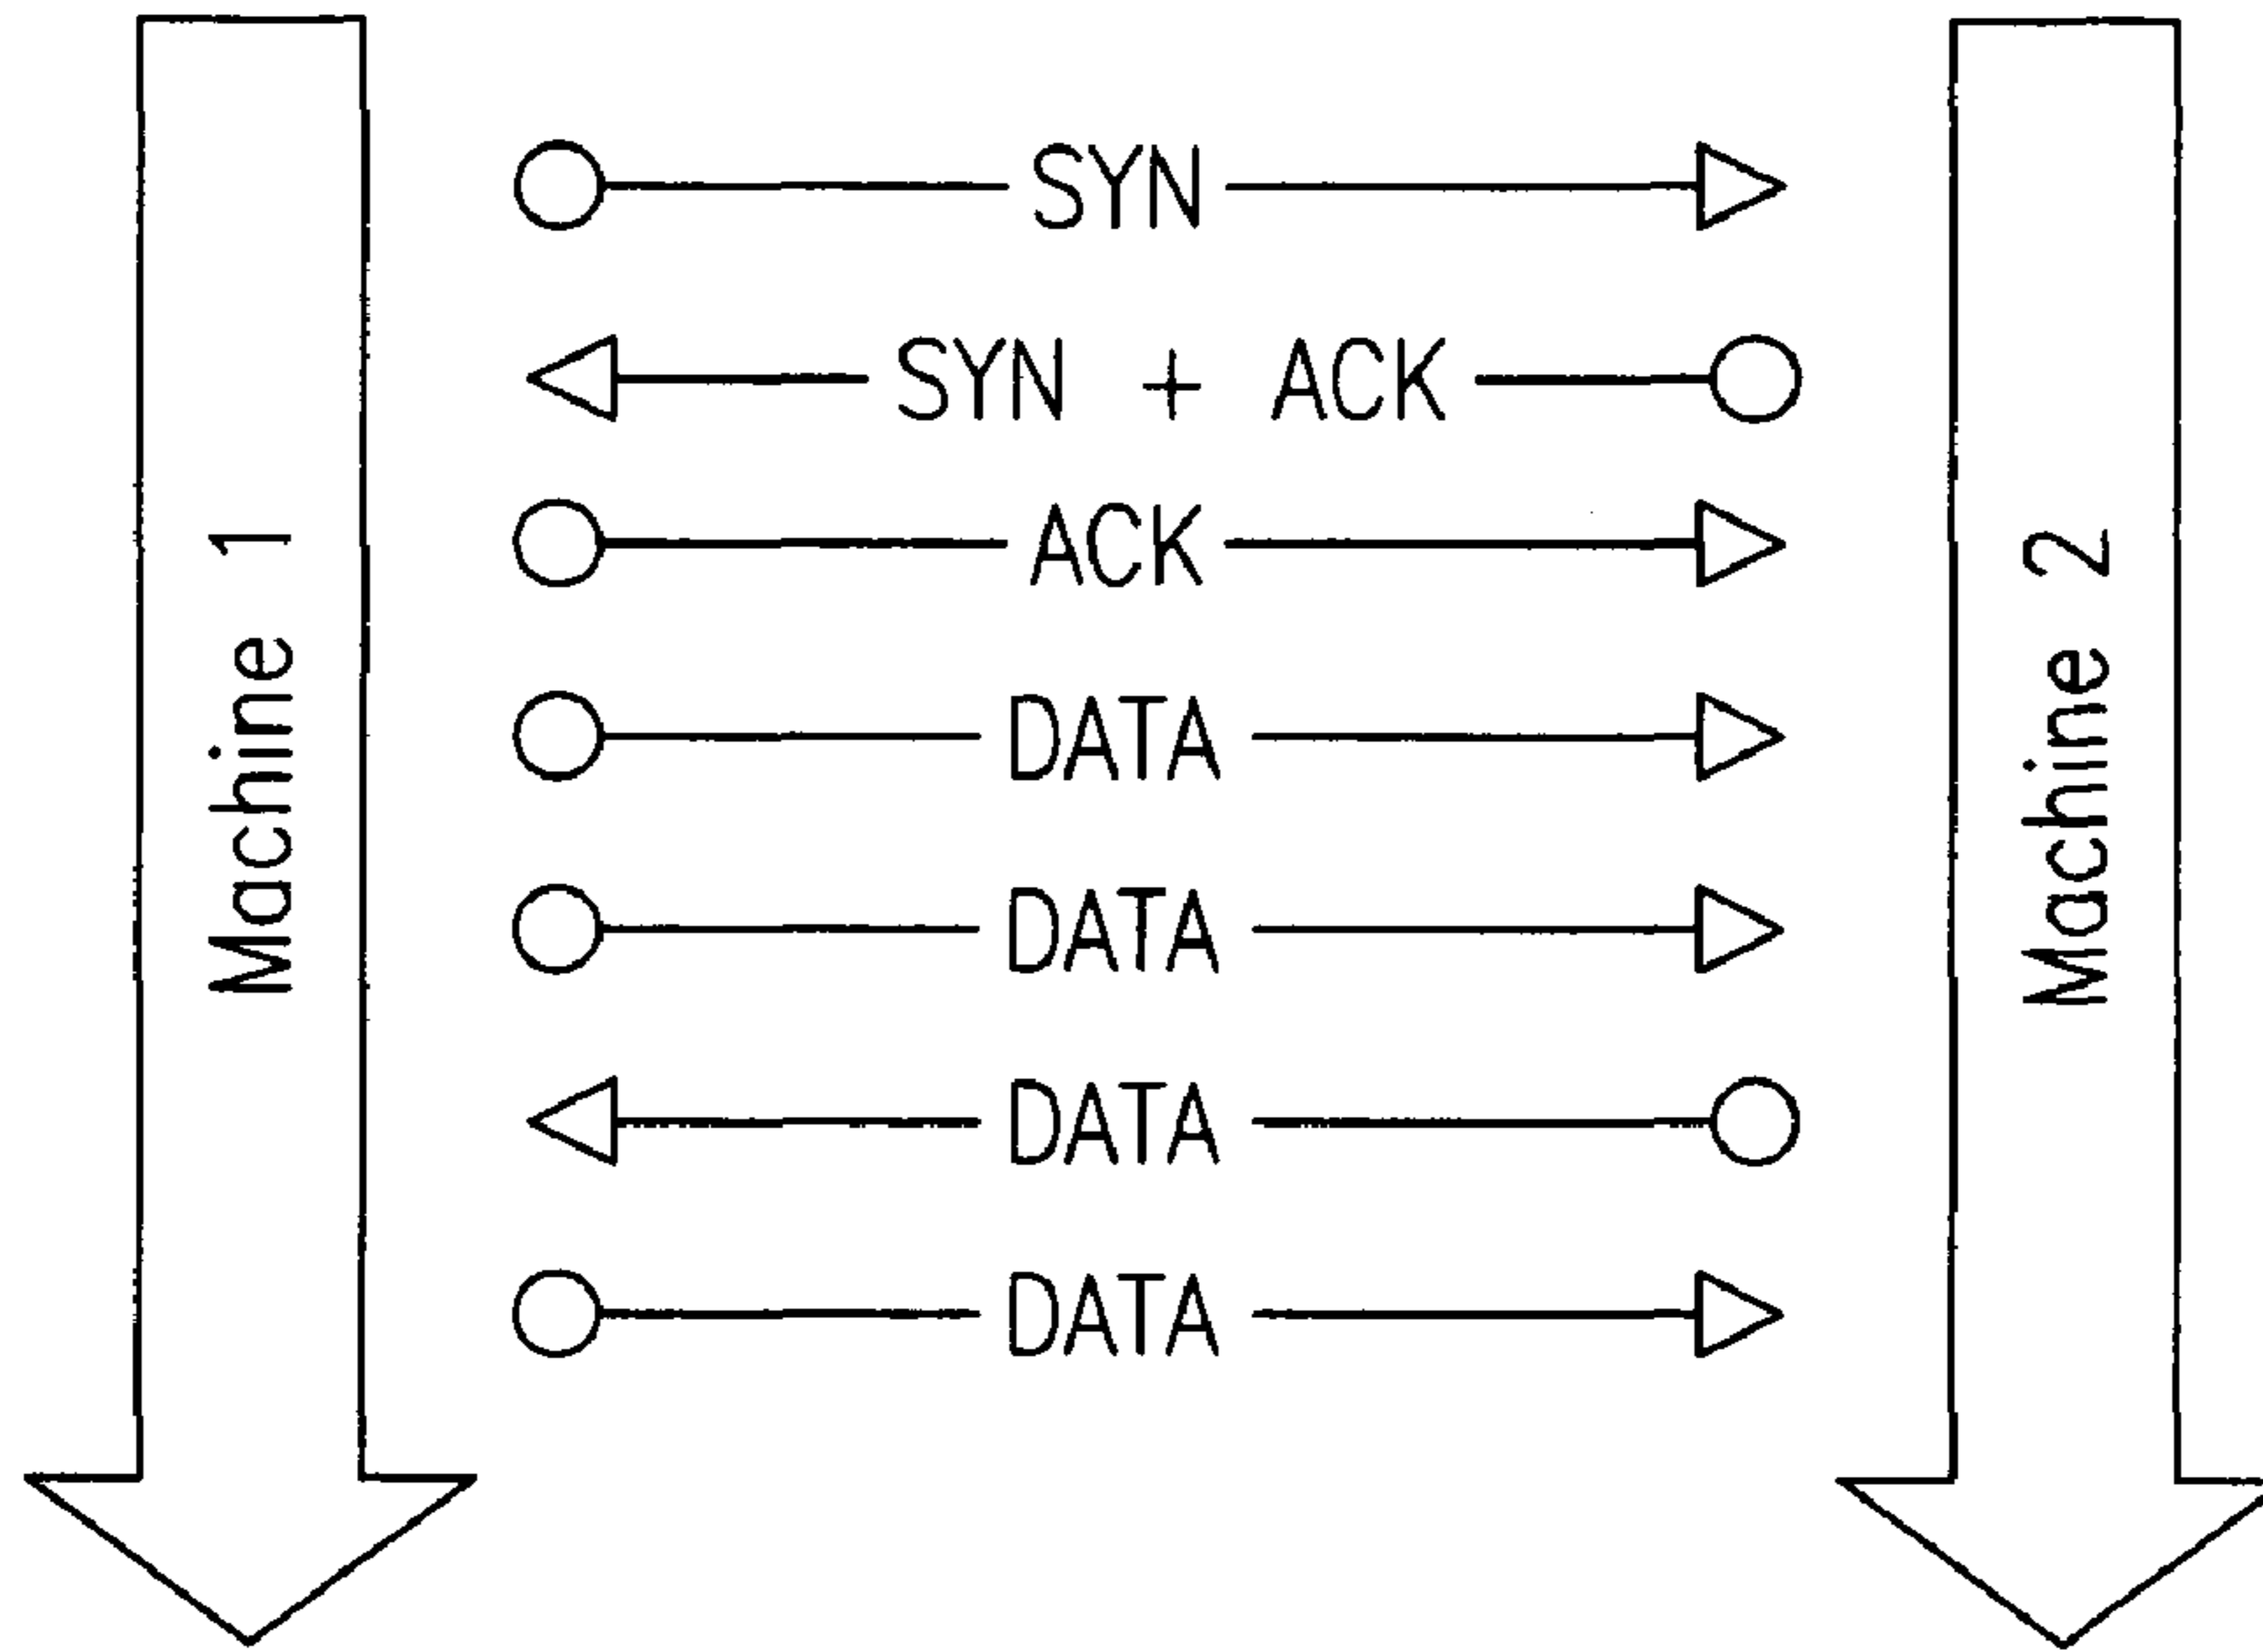 Machine 1
SYN
SYN + ACK
ACK
DATA
DATA
DATA
DATA
Machine 2